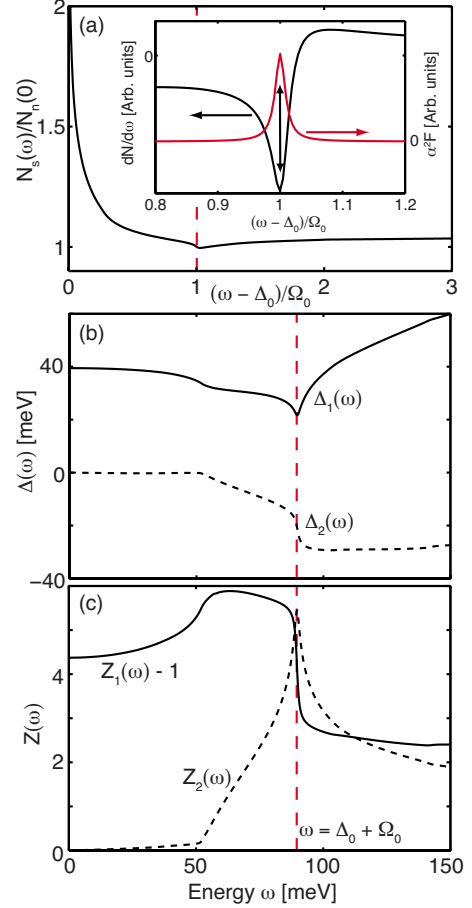 (a)
N_s(ω)/N_n(0)
2
1.5
1
0
1
2
3
(ω − Δ_0)/Ω_0
dN/dω [Arb. units]
0
α²F [Arb. units]
0
0.8
0.9
1
1.1
1.2
(ω − Δ_0)/Ω_0
(b)
Δ(ω) [meV]
40
0
−40
Δ_1(ω)
Δ_2(ω)
(c)
Z(ω)
4
2
0
Z_1(ω) - 1
Z_2(ω)
ω = Δ_0 + Ω_0
0
50
100
150
Energy ω [meV]